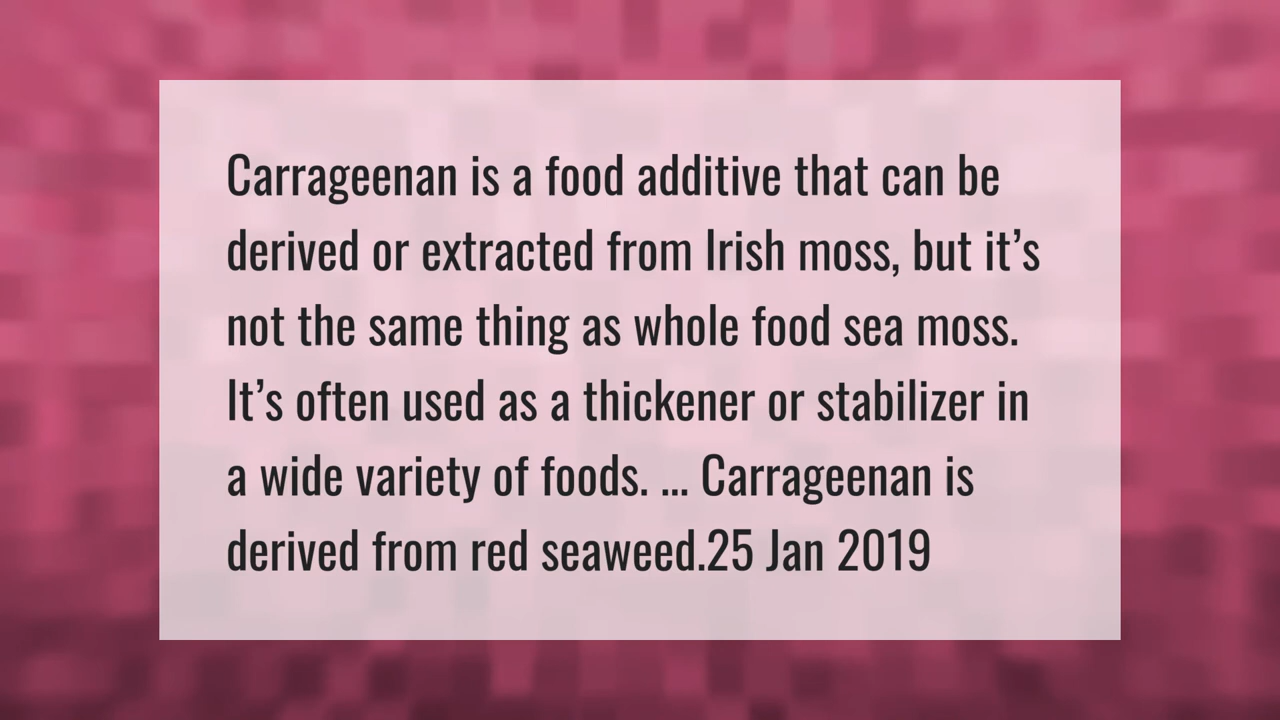 Carrageenan is a food additive that can be
derived or extracted from Irish moss, but it’s
not the same thing as whole food sea moss.
It’s often used as a thickener or stabilizer in
a wide variety of foods. ... Carrageenan is
derived from red seaweed.25 Jan 2019